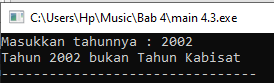 C:\Users\Hp\Music\Bab 4\main 4.3.exe
Masukkan tahunnya : 2002
Tahun 2002 bukan Tahun Kabisat
--------------------------------